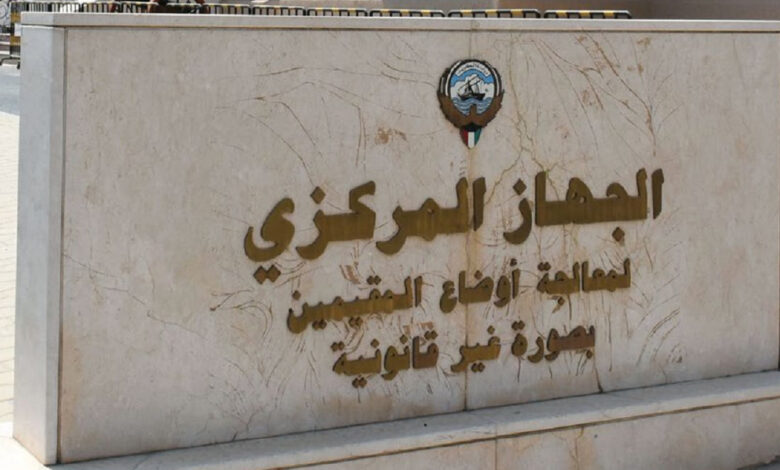 الجهاز المركزي
لمعالجة أوضاع المقيمين
بصورة غير قانونية